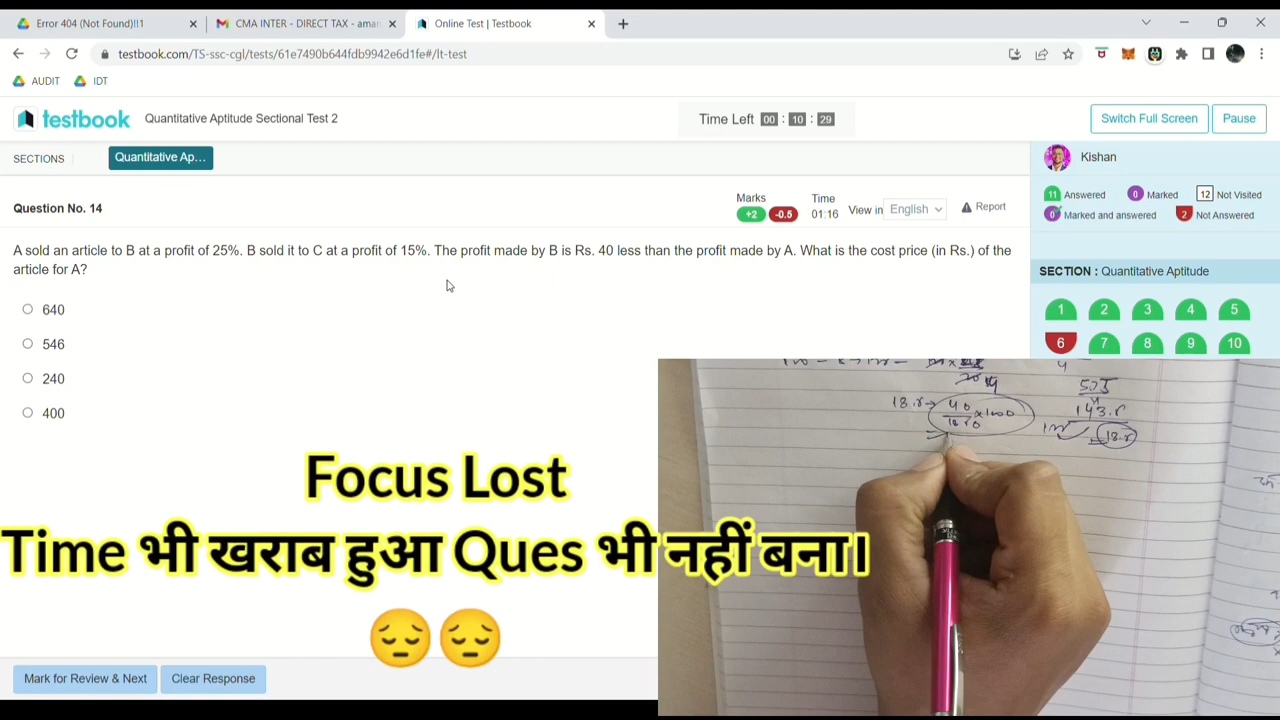 Error 404 (Not Found)!!1
CMA INTER - DIRECT TAX - aman
Online Test | Testbook
testbook.com/TS-ssc-cgl/tests/61e7490b644fdb9942e6d1fe#/lt-test
AUDIT
IDT
testbook
Quantitative Aptitude Sectional Test 2
Time Left 00 : 10 : 29
Switch Full Screen
Pause
SECTIONS
Quantitative Ap...
Kishan
11 Answered
0 Marked
12 Not Visited
0 Marked and answered
2 Not Answered
Question No. 14
Marks
+2 -0.5
Time
01:16
View in English
Report
A sold an article to B at a profit of 25%. B sold it to C at a profit of 15%. The profit made by B is Rs. 40 less than the profit made by A. What is the cost price (in Rs.) of the
article for A?
640
546
240
400
SECTION : Quantitative Aptitude
1 2 3 4 5
6 7 8 9 10
Focus Lost
Time भी खराब हुआ Ques भी नहीं बना।
😔😔
Mark for Review & Next
Clear Response